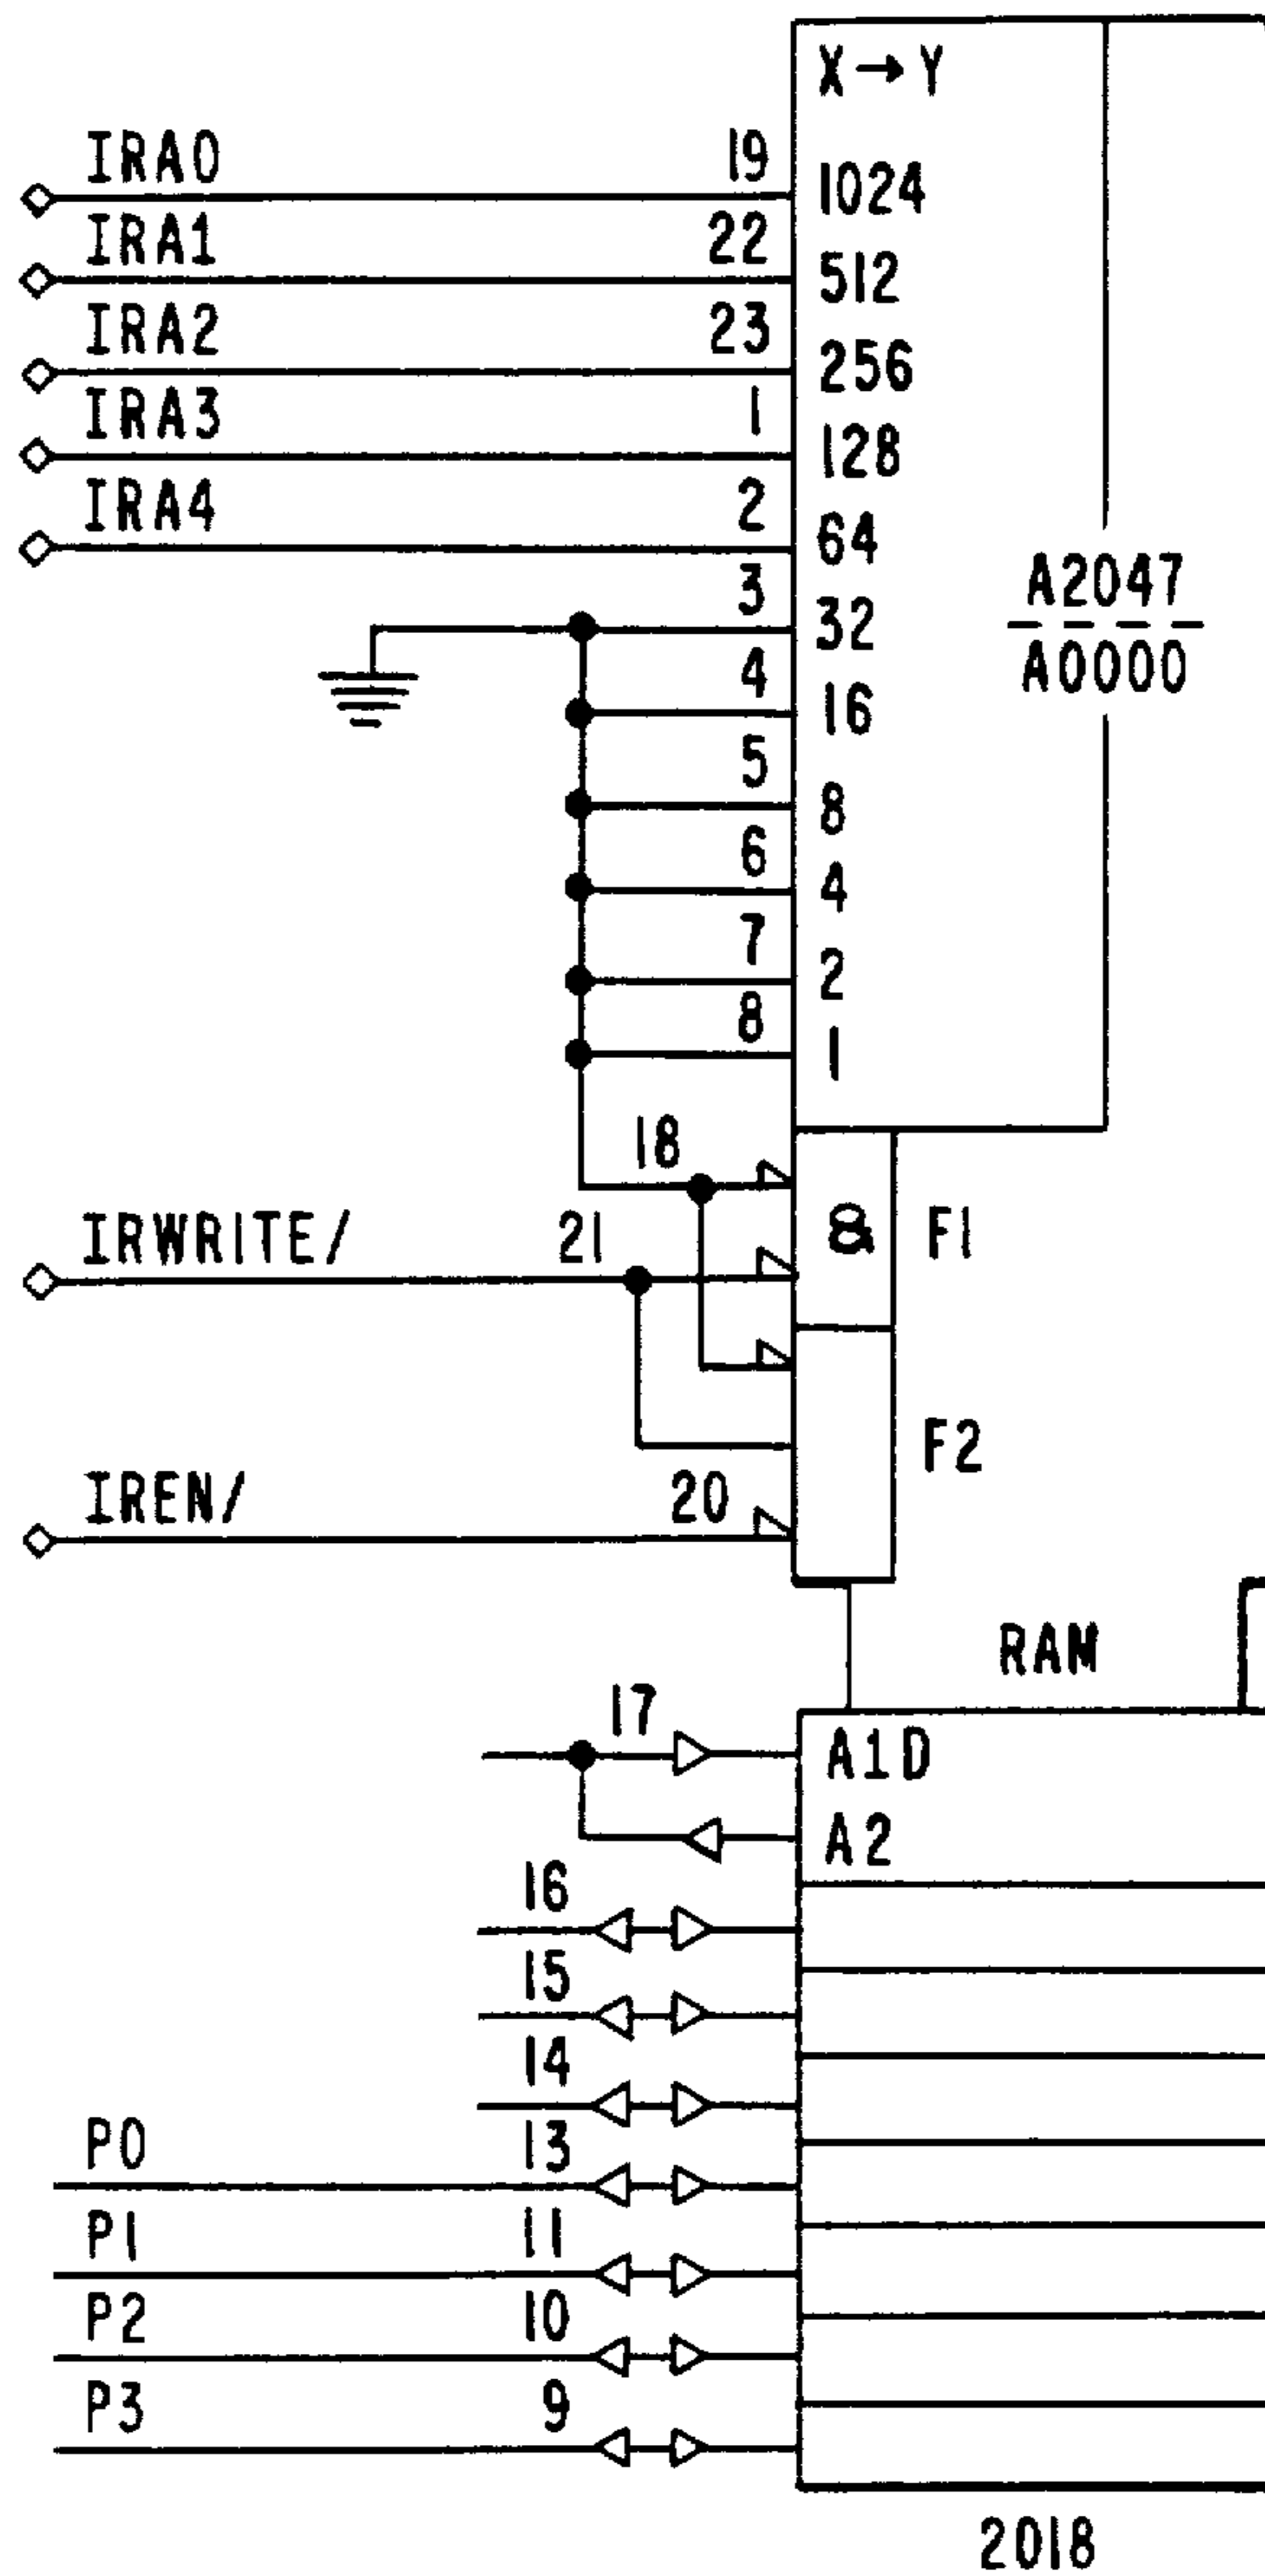 X→Y
IRA0 19 1024
IRA1 22 512
IRA2 23 256
IRA3 1 128
IRA4 2 64
A2047
A0000
3 32
4 16
5 8
6 4
7 2
8 1
18
IRWRITE/ 21 & F1
F2
IREN/ 20
RAM
17 A1D
A2
16
15
14
P0 13
P1 11
P2 10
P3 9
2018